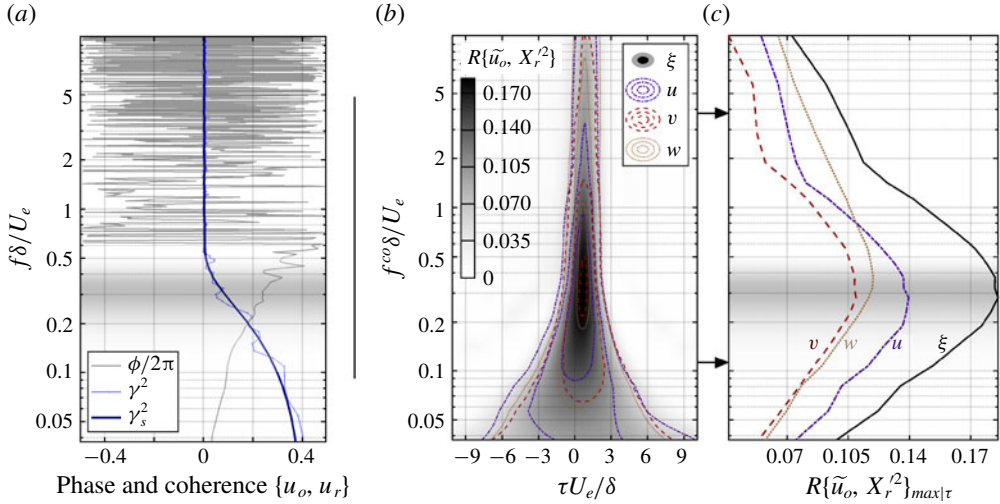 (a)
(b)
(c)
fδ/U_e
5
2
1
0.5
0.2
0.1
0.05
ϕ/2π
γ²
γ_s²
−0.4
0
0.4
Phase and coherence {u_o, u_r}
f^{co}δ/U_e
5
2
1
0.5
0.2
0.1
0.05
R{ũ_o, X_r′²}
0.170
0.140
0.105
0.070
0.035
0
ξ
u
v
w
−9
−6
−3
0
3
6
9
τU_e/δ
v
w
u
ξ
0.07
0.105
0.14
0.17
R{ũ_o, X_r′²}_{max|τ}